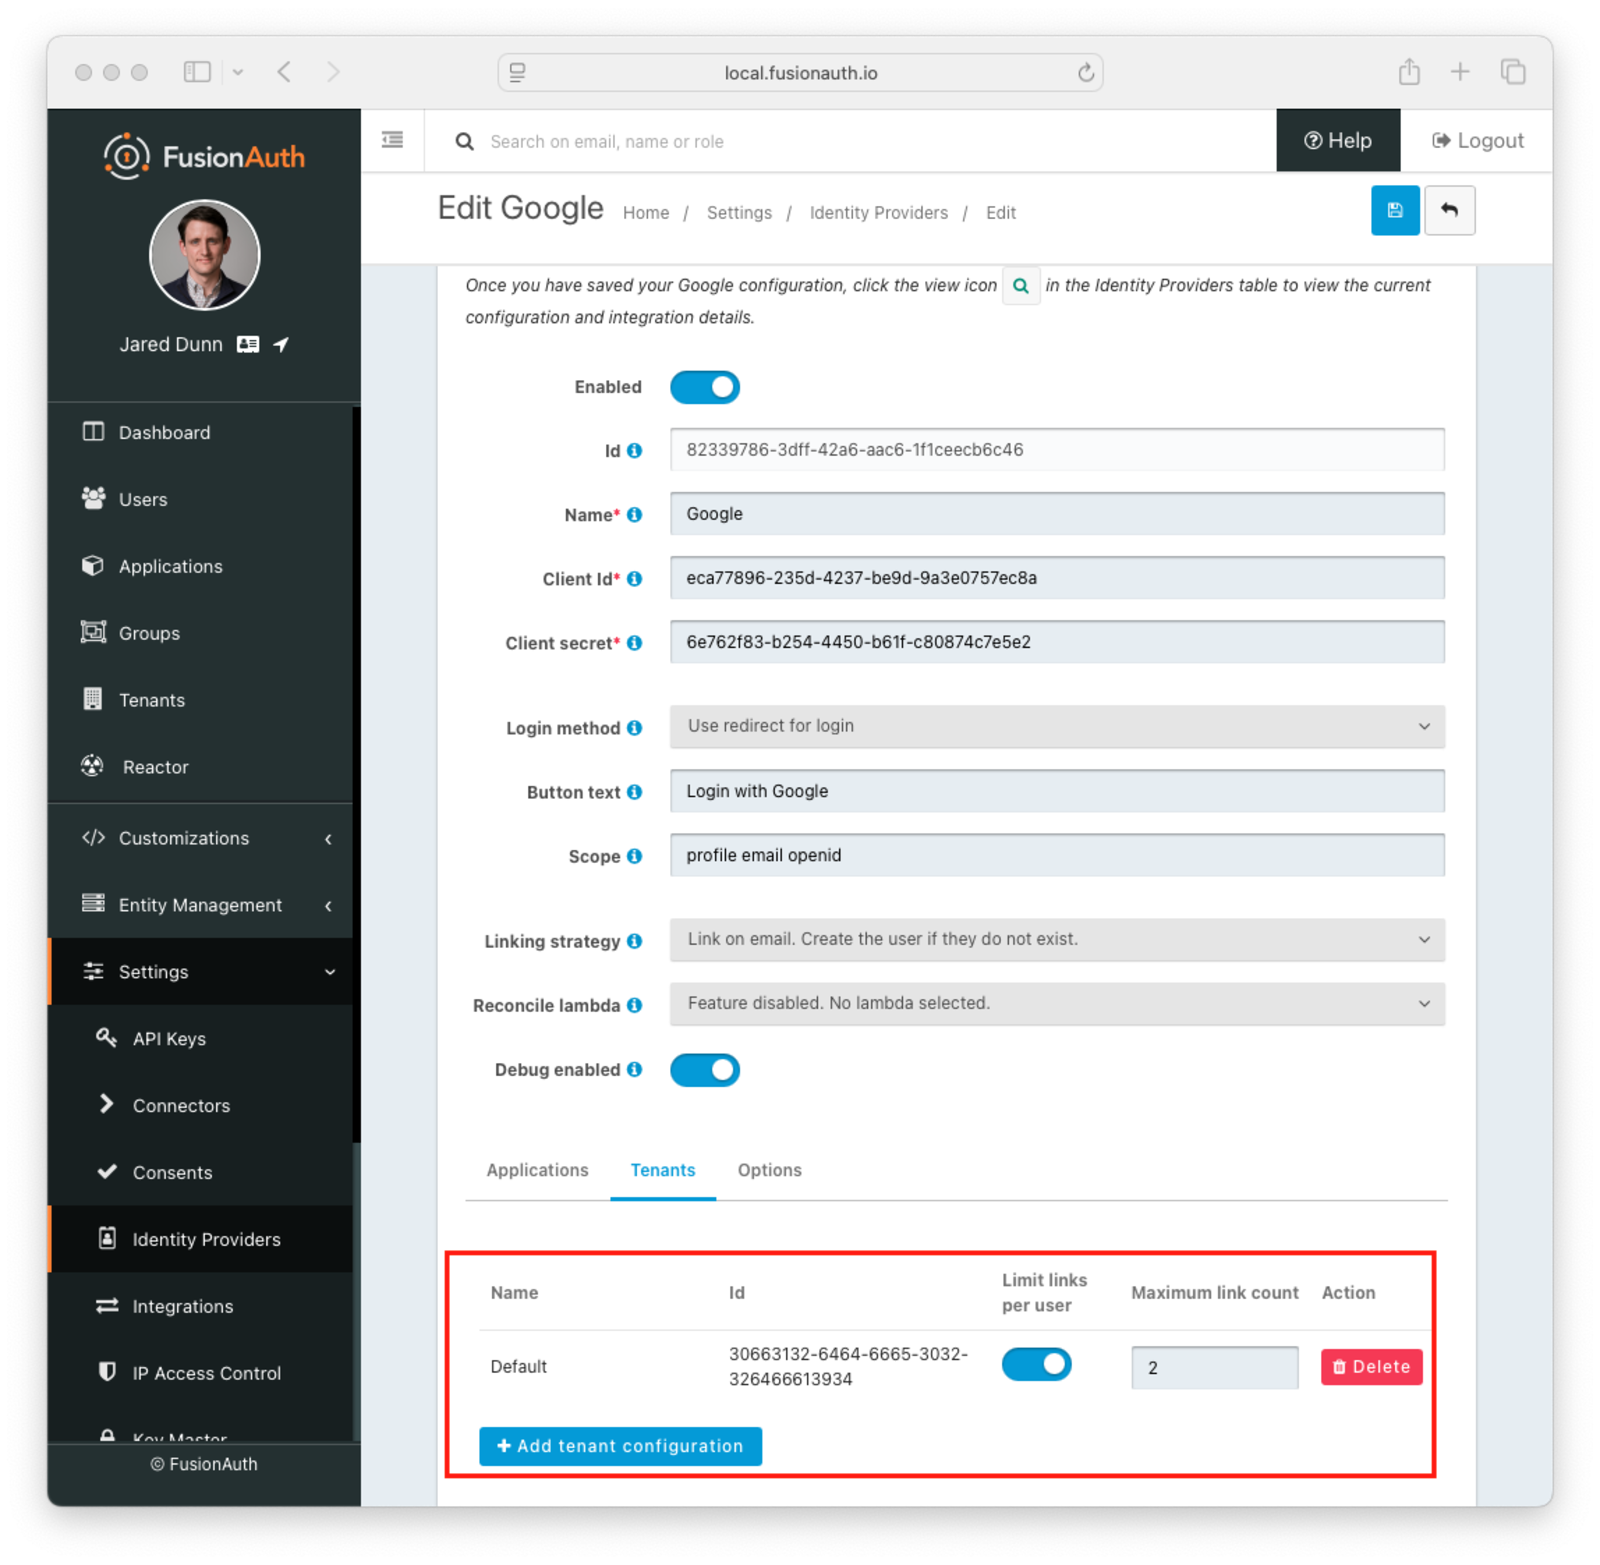 local.fusionauth.io
FusionAuth
Search on email, name or role
Help
Logout
Edit Google
Home / Settings / Identity Providers / Edit
Jared Dunn
Dashboard
Users
Applications
Groups
Tenants
Reactor
Customizations
Entity Management
Settings
API Keys
Connectors
Consents
Identity Providers
Integrations
IP Access Control
Key Master
© FusionAuth
Once you have saved your Google configuration, click the view icon in the Identity Providers table to view the current
configuration and integration details.
Enabled
Id 82339786-3dff-42a6-aac6-1f1ceecb6c46
Name* Google
Client Id* eca77896-235d-4237-be9d-9a3e0757ec8a
Client secret* 6e762f83-b254-4450-b61f-c80874c7e5e2
Login method Use redirect for login
Button text Login with Google
Scope profile email openid
Linking strategy Link on email. Create the user if they do not exist.
Reconcile lambda Feature disabled. No lambda selected.
Debug enabled
Applications Tenants Options
Name Id Limit links per user Maximum link count Action
Default 30663132-6464-6665-3032-326466613934 2 Delete
+ Add tenant configuration